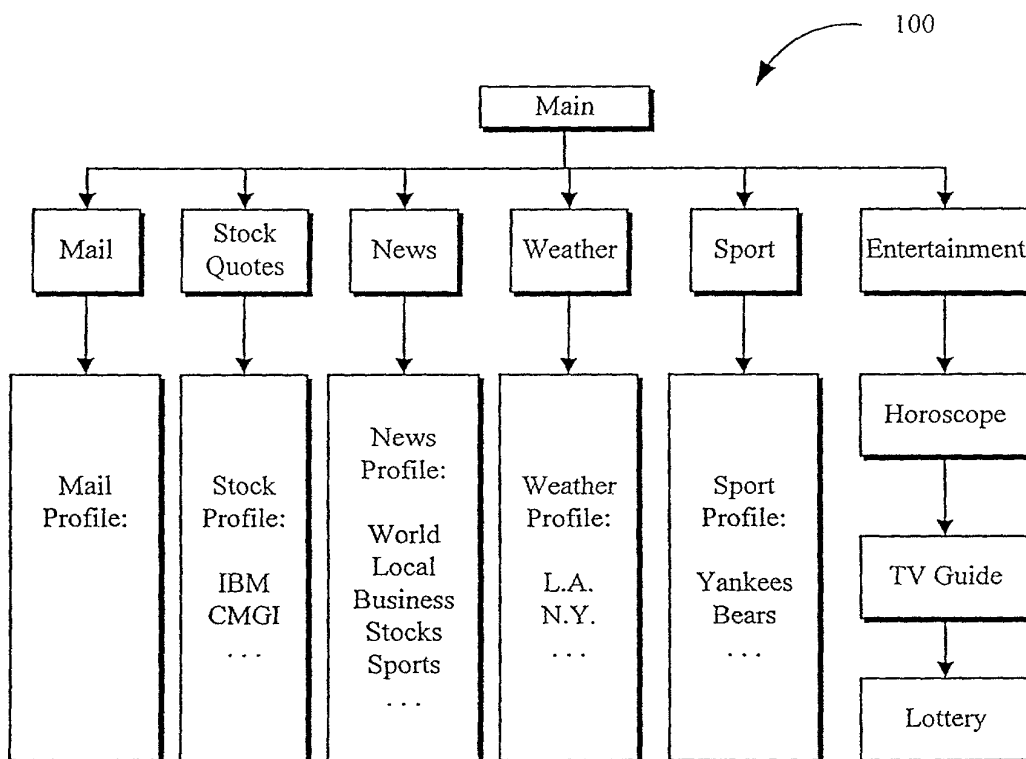 100
Main
Mail
Stock
Quotes
News
Weather
Sport
Entertainment
Mail
Profile:
Stock
Profile:
IBM
CMGI
. . .
News
Profile:
World
Local
Business
Stocks
Sports
. . .
Weather
Profile:
L.A.
N.Y.
. . .
Sport
Profile:
Yankees
Bears
. . .
Horoscope
TV Guide
Lottery